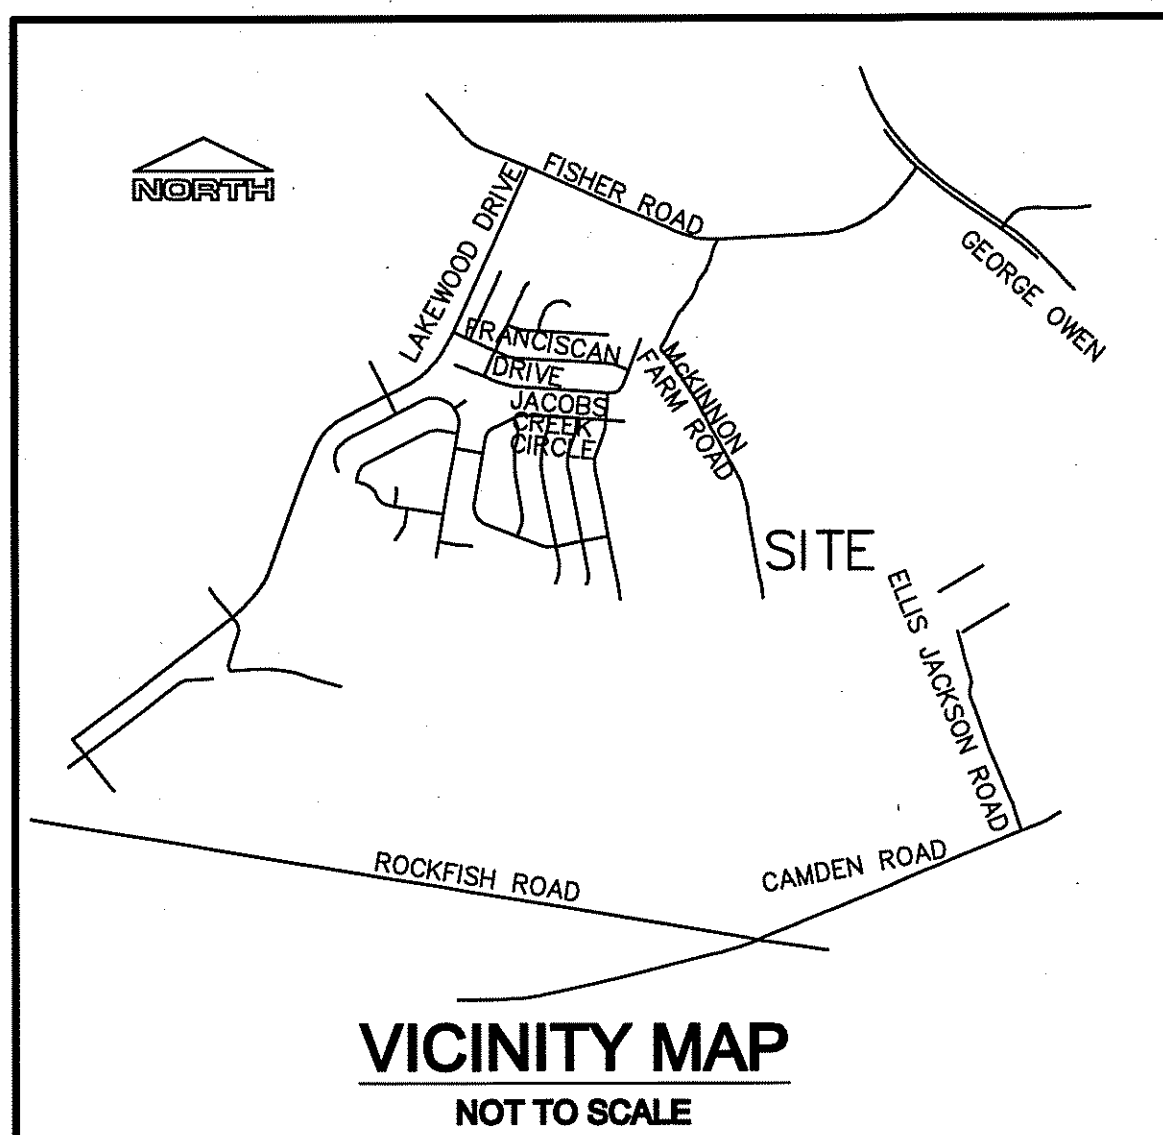 NORTH
FISHER ROAD
LAKEWOOD DRIVE
GEORGE OWEN
FRANCISCAN
DRIVE
McKINNON
FARM ROAD
JACOBS
CREEK
CIRCLE
SITE
ELLIS JACKSON ROAD
ROCKFISH ROAD
CAMDEN ROAD
VICINITY MAP
NOT TO SCALE